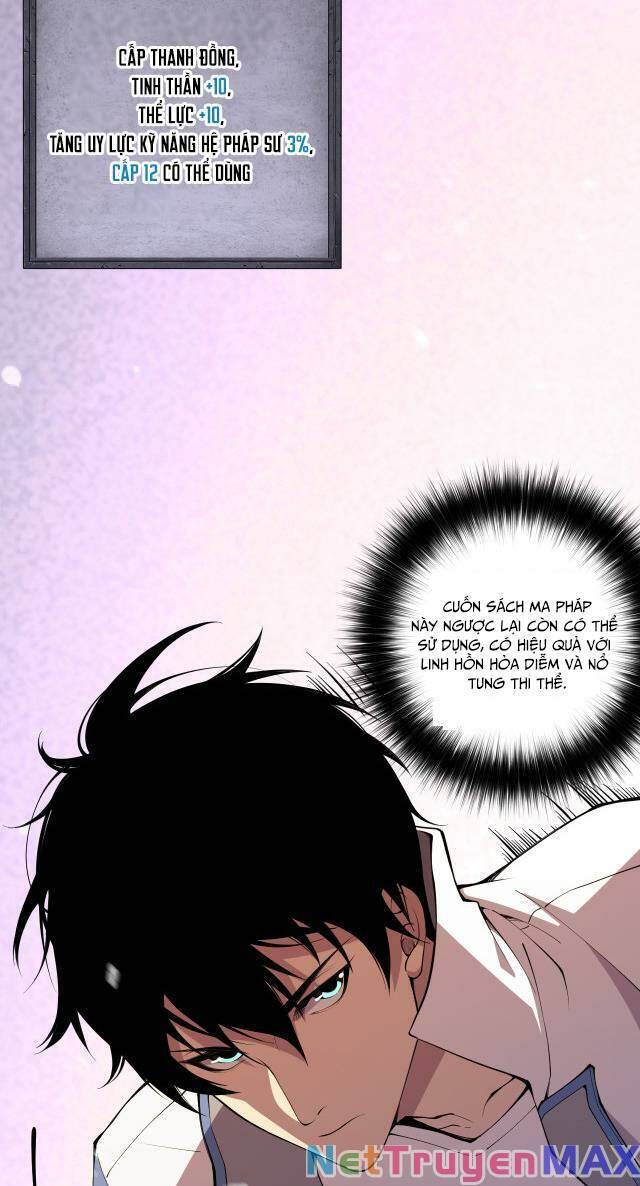 CẤP THANH ĐỒNG,
TINH THẦN +10,
THỂ LỰC +10,
TĂNG UY LỰC KỸ NĂNG HỆ PHÁP SƯ 3%,
CẤP 12 CÓ THỂ DÙNG
CUỐN SÁCH MA PHÁP
NÀY NGƯỢC LẠI CÒN CÓ THỂ
SỬ DỤNG, CÓ HIỆU QUẢ VỚI
LINH HỒN HỎA DIỄM VÀ NỔ
TUNG THI THỂ.
NETTRUYENMAX